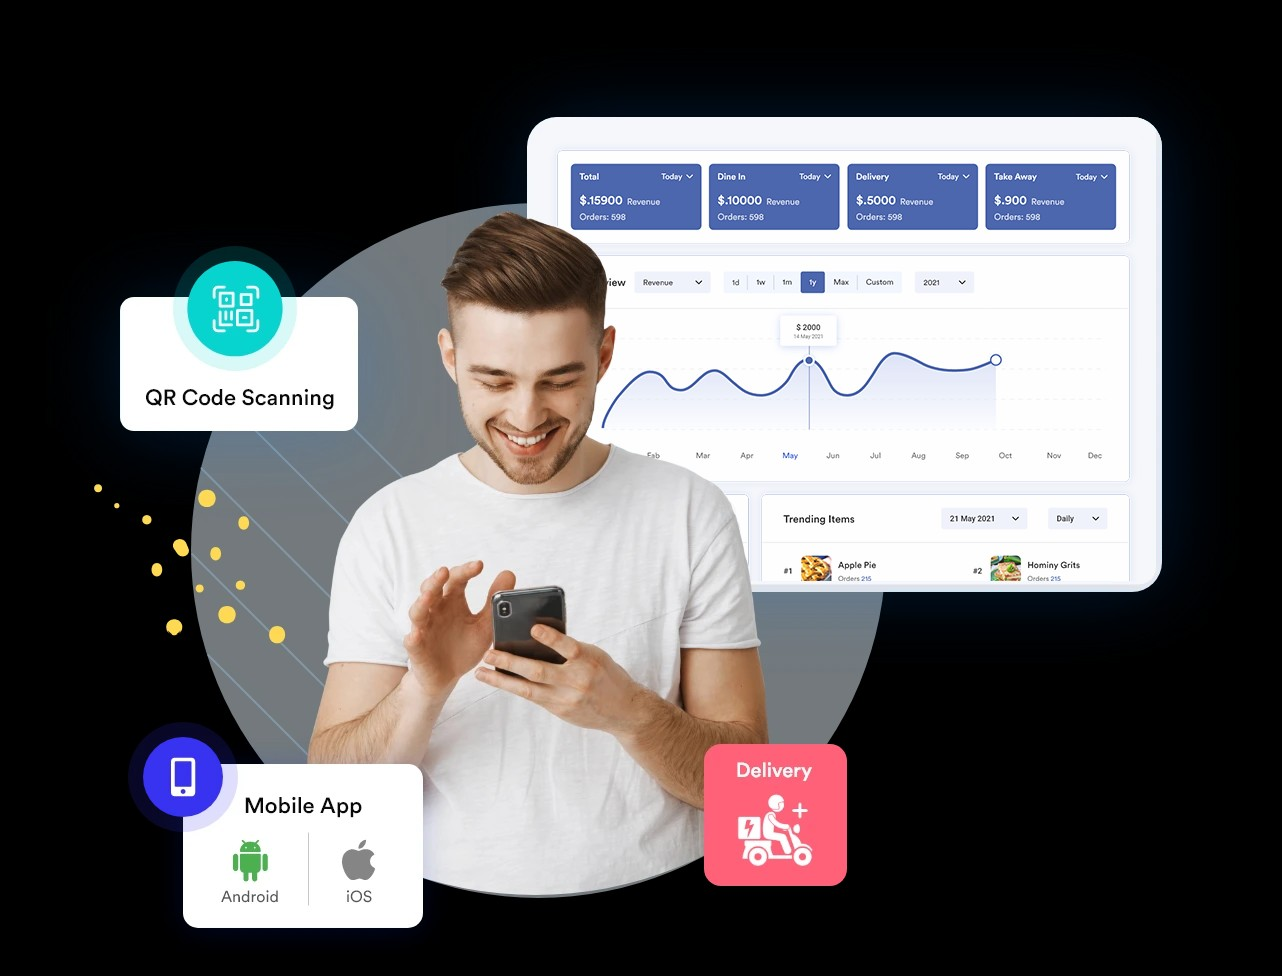 Total
Today
$.15900 Revenue
Orders: 598
Dine In
Today
$.10000 Revenue
Orders: 598
Delivery
Today
$.5000 Revenue
Orders: 598
Take Away
Today
$.900 Revenue
Orders: 598
view Revenue 1d 1w 1m 1y Max Custom 2021
$ 2000
14 May 2021
Fab Mar Apr May Jun Jul Aug Sep Oct Nov Dec
Trending Items 21 May 2021 Daily
#1 Apple Pie
Orders 215
#2 Hominy Grits
Orders 215
QR Code Scanning
Mobile App
Android iOS
Delivery